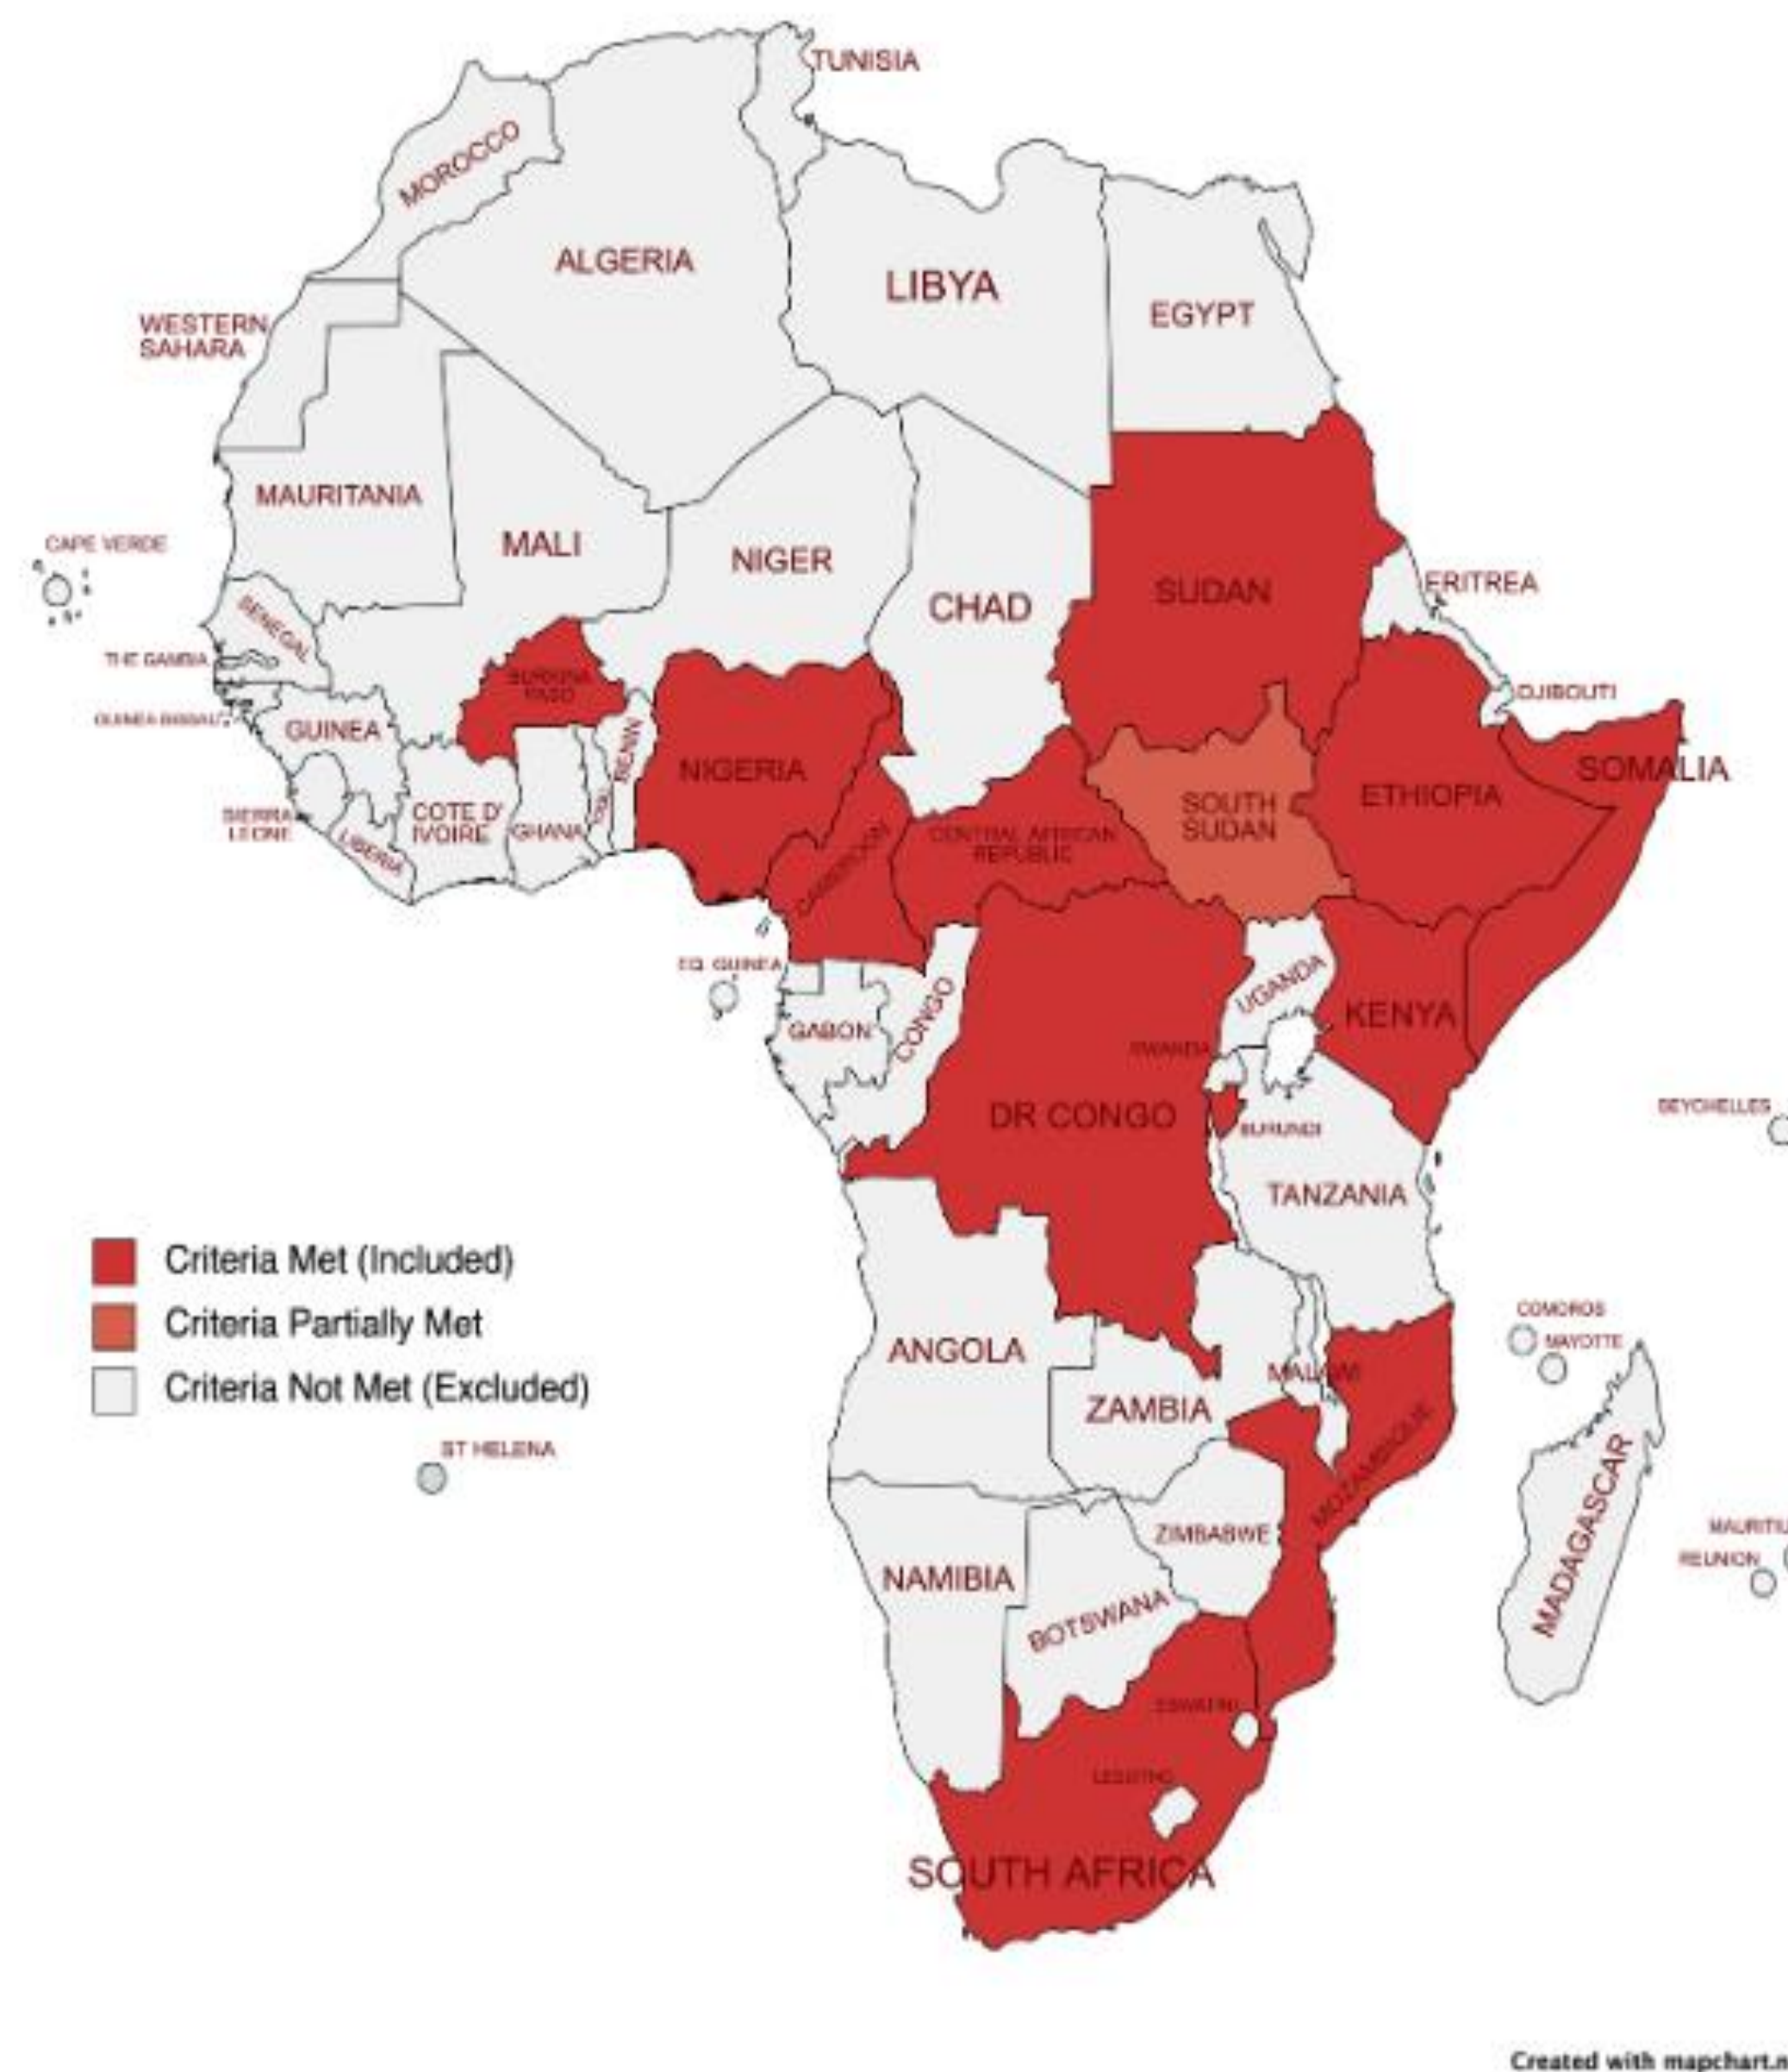 TUNISIA
MOROCCO
ALGERIA
LIBYA
EGYPT
WESTERN
SAHARA
MAURITANIA
MALI
NIGER
CHAD
SUDAN
ERITREA
CAPE VERDE
SENEGAL
THE GAMBIA
BURKINA
FASO
DJIBOUTI
GUINEA-BISSAU
GUINEA
BENIN
NIGERIA
SOMALIA
ETHIOPIA
SOUTH
SUDAN
SIERRA
LEONE
LIBERIA
COTE D'
IVOIRE
GHANA
TOGO
CAMEROON
CENTRAL AFRICAN
REPUBLIC
EQ. GUINEA
GABON
CONGO
UGANDA
KENYA
RWANDA
DR CONGO
BURUNDI
SEYCHELLES
TANZANIA
Criteria Met (Included)
Criteria Partially Met
Criteria Not Met (Excluded)
COMOROS
MAYOTTE
ANGOLA
MALAWI
ZAMBIA
MOZAMBIQUE
ST HELENA
MADAGASCAR
ZIMBABWE
MAURITIU
REUNION
NAMIBIA
BOTSWANA
ESWATINI
LESOTHO
SOUTH AFRICA
Created with mapchart.n